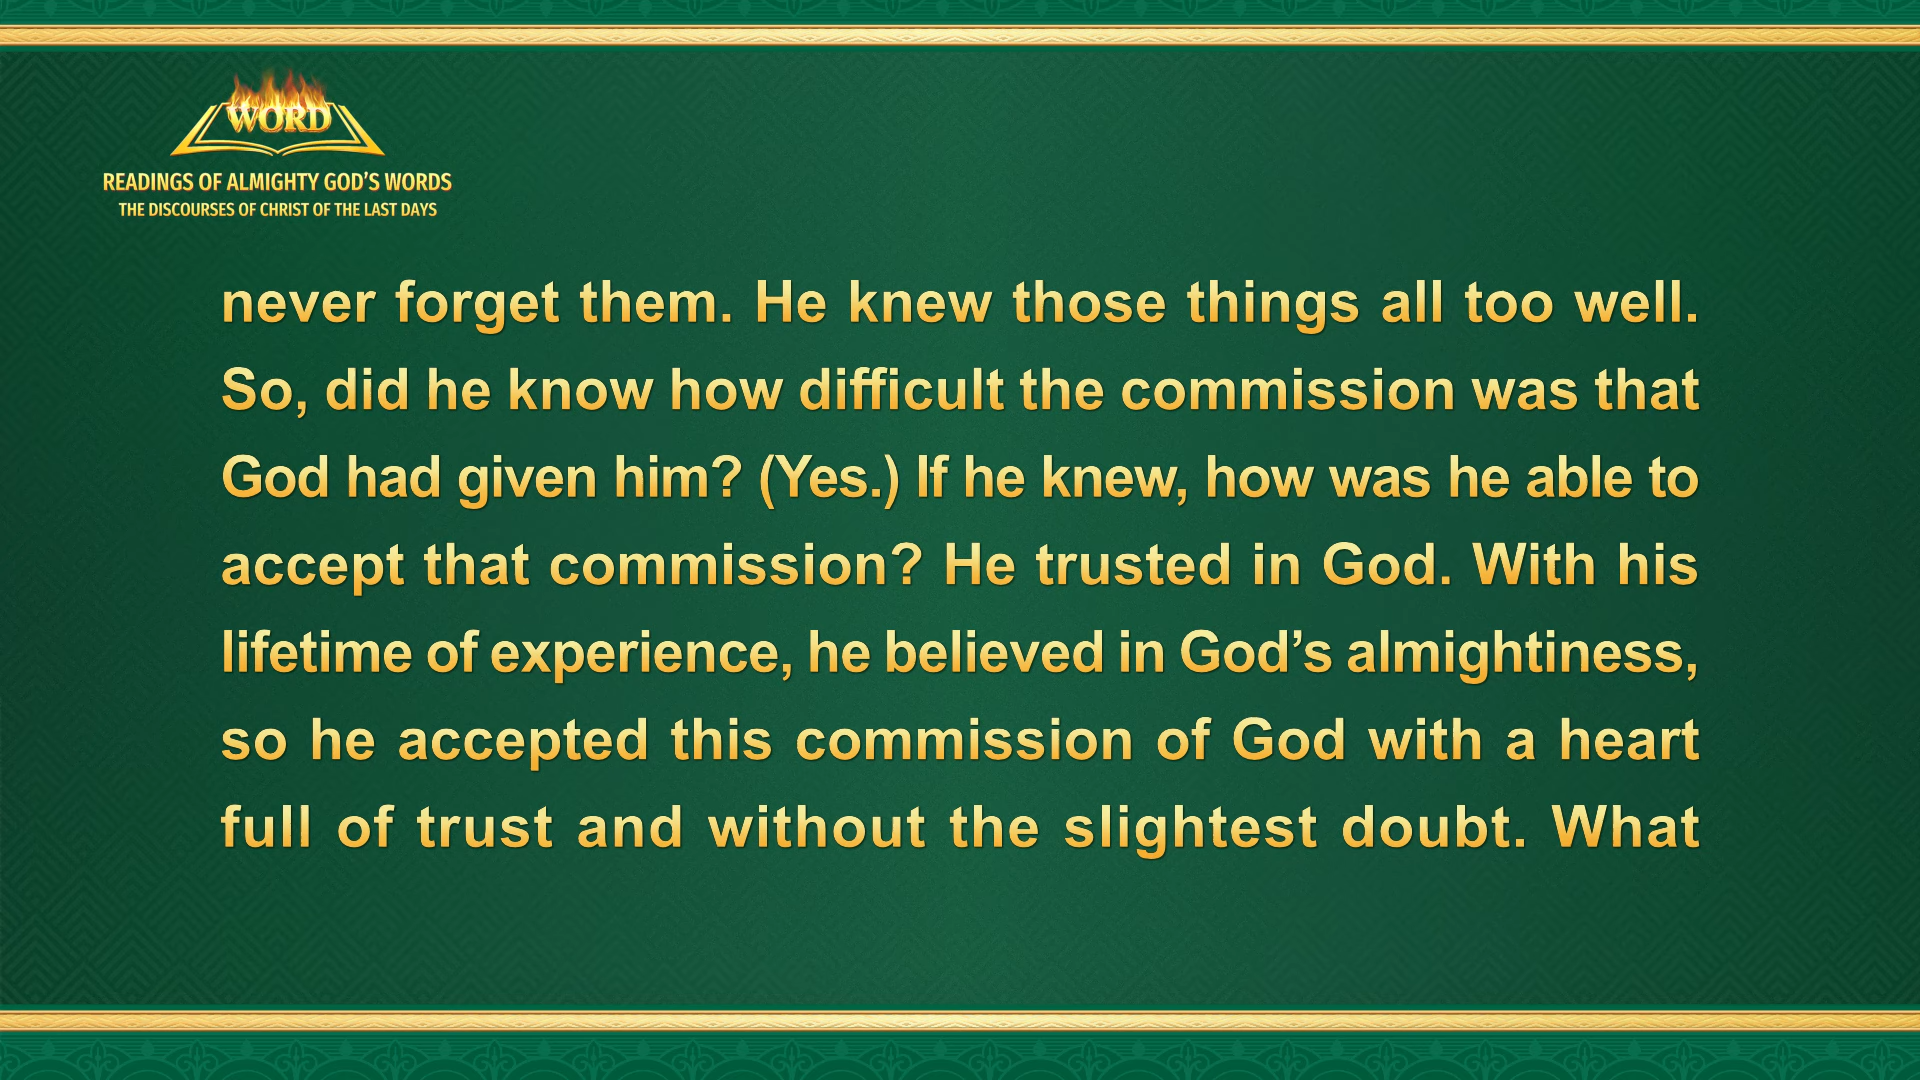 WORD
READINGS OF ALMIGHTY GOD’S WORDS
THE DISCOURSES OF CHRIST OF THE LAST DAYS
never forget them. He knew those things all too well.
So, did he know how difficult the commission was that
God had given him? (Yes.) If he knew, how was he able to
accept that commission? He trusted in God. With his
lifetime of experience, he believed in God’s almightiness,
so he accepted this commission of God with a heart
full of trust and without the slightest doubt. What